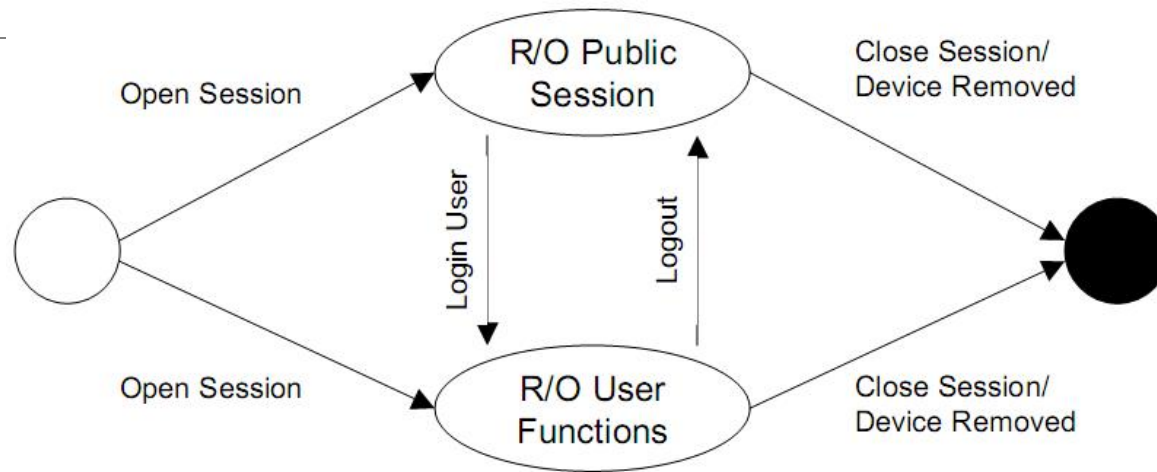 R/O Public
Session
Open Session
Close Session/
Device Removed
Login User
Logout
Open Session
R/O User
Functions
Close Session/
Device Removed